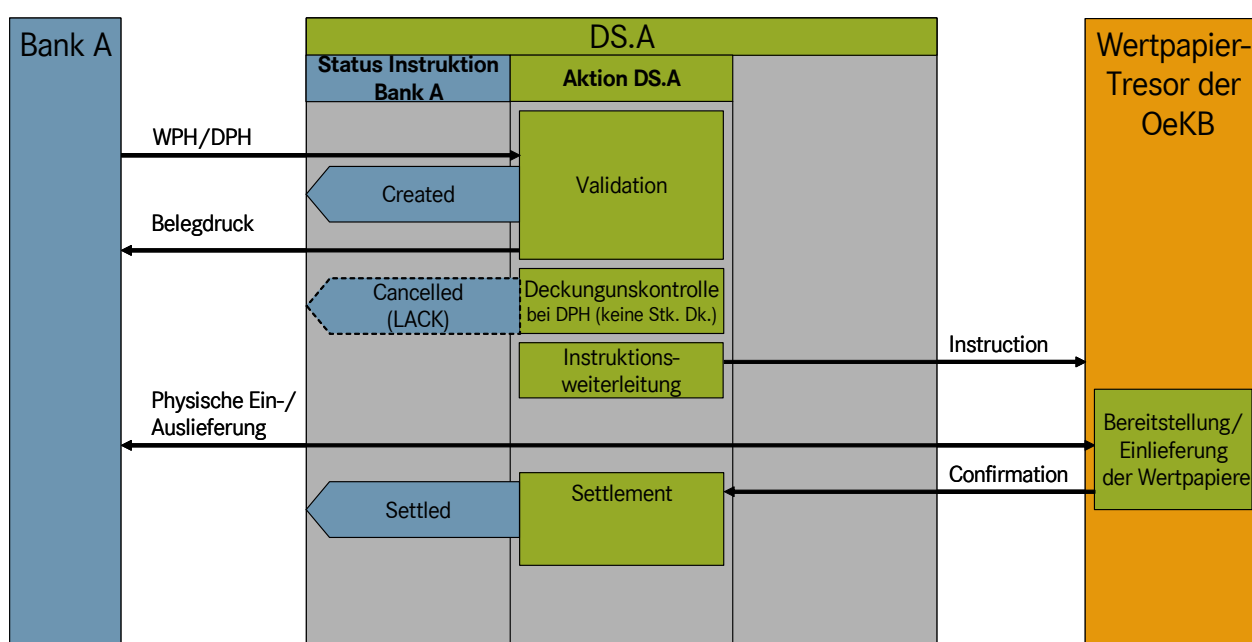 Bank A
DS.A
Wertpapier-
Tresor der
OeKB
Status Instruktion
Bank A
Aktion DS.A
WPH/DPH
Validation
Created
Belegdruck
Cancelled
(LACK)
Deckungunskontrolle
bei DPH (keine Stk. Dk.)
Instruktions-
weiterleitung
Instruction
Physische Ein-/
Auslieferung
Bereitstellung/
Einlieferung
der Wertpapiere
Confirmation
Settlement
Settled